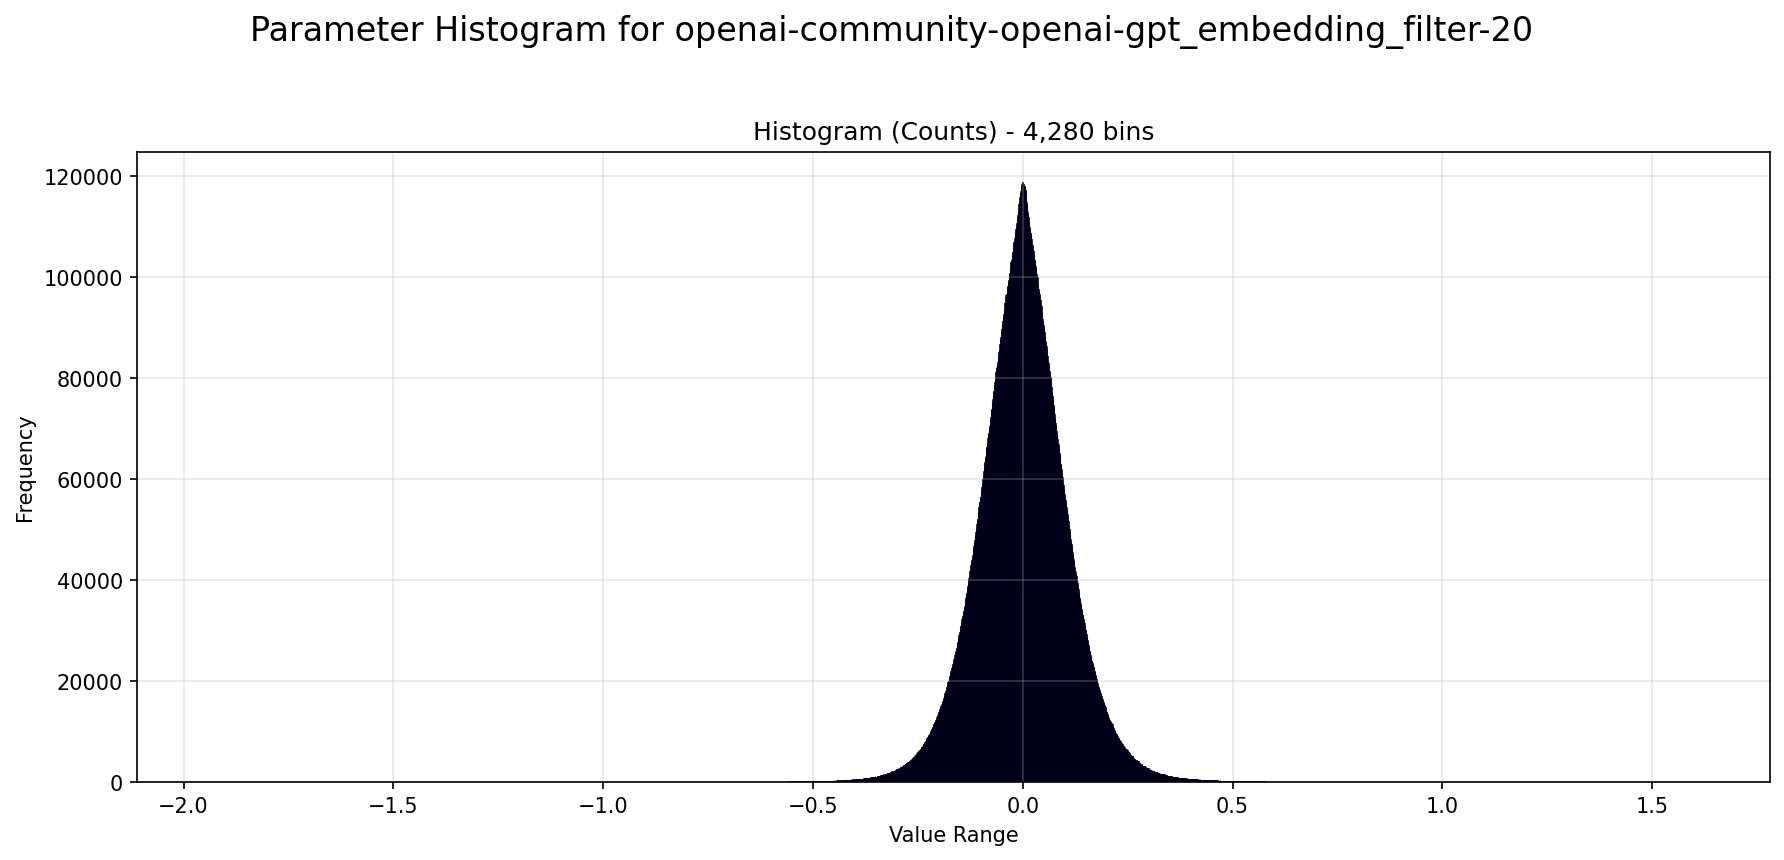 Parameter Histogram for openai-community-openai-gpt_embedding_filter-20
Histogram (Counts) - 4,280 bins
120000
100000
80000
60000
40000
20000
0
Frequency
−2.0 −1.5 −1.0 −0.5 0.0 0.5 1.0 1.5
Value Range